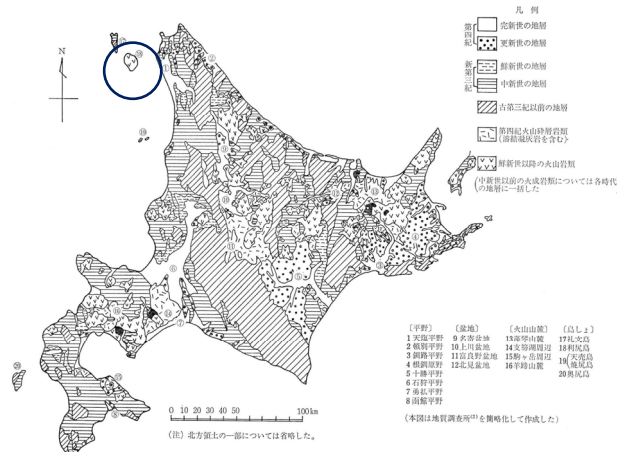 凡例
第四紀
完新世の地層
更新世の地層
新第三紀
鮮新世の地層
中新世の地層
古第三紀以前の地層
第四紀火山砕屑岩類
(溶結凝灰岩を含む)
鮮新世以降の火山岩類
(中新世以前の火成岩類については各時代
の地層に一括した
N
0 10 20 30 40 50 100km
(注) 北方領土の一部については省略した。
〔平野〕 〔盆地〕 〔火山山麓〕 〔島しょ〕
1 天塩平野 9 名寄盆地 13 海琴山麓 17 礼文島
2 頓別平野 10 上川盆地 14 支笏湖周辺 18 利尻島
3 釧路平野 11 富良野盆地 15 駒ヶ岳周辺 19 (天売島
4 根釧原野 12 北見盆地 16 羊蹄山麓 焼尻島
5 十勝平野 20 奥尻島
6 石狩平野
7 勇払平野
8 函館平野
(本図は地質調査所(2)を簡略化して作成した)